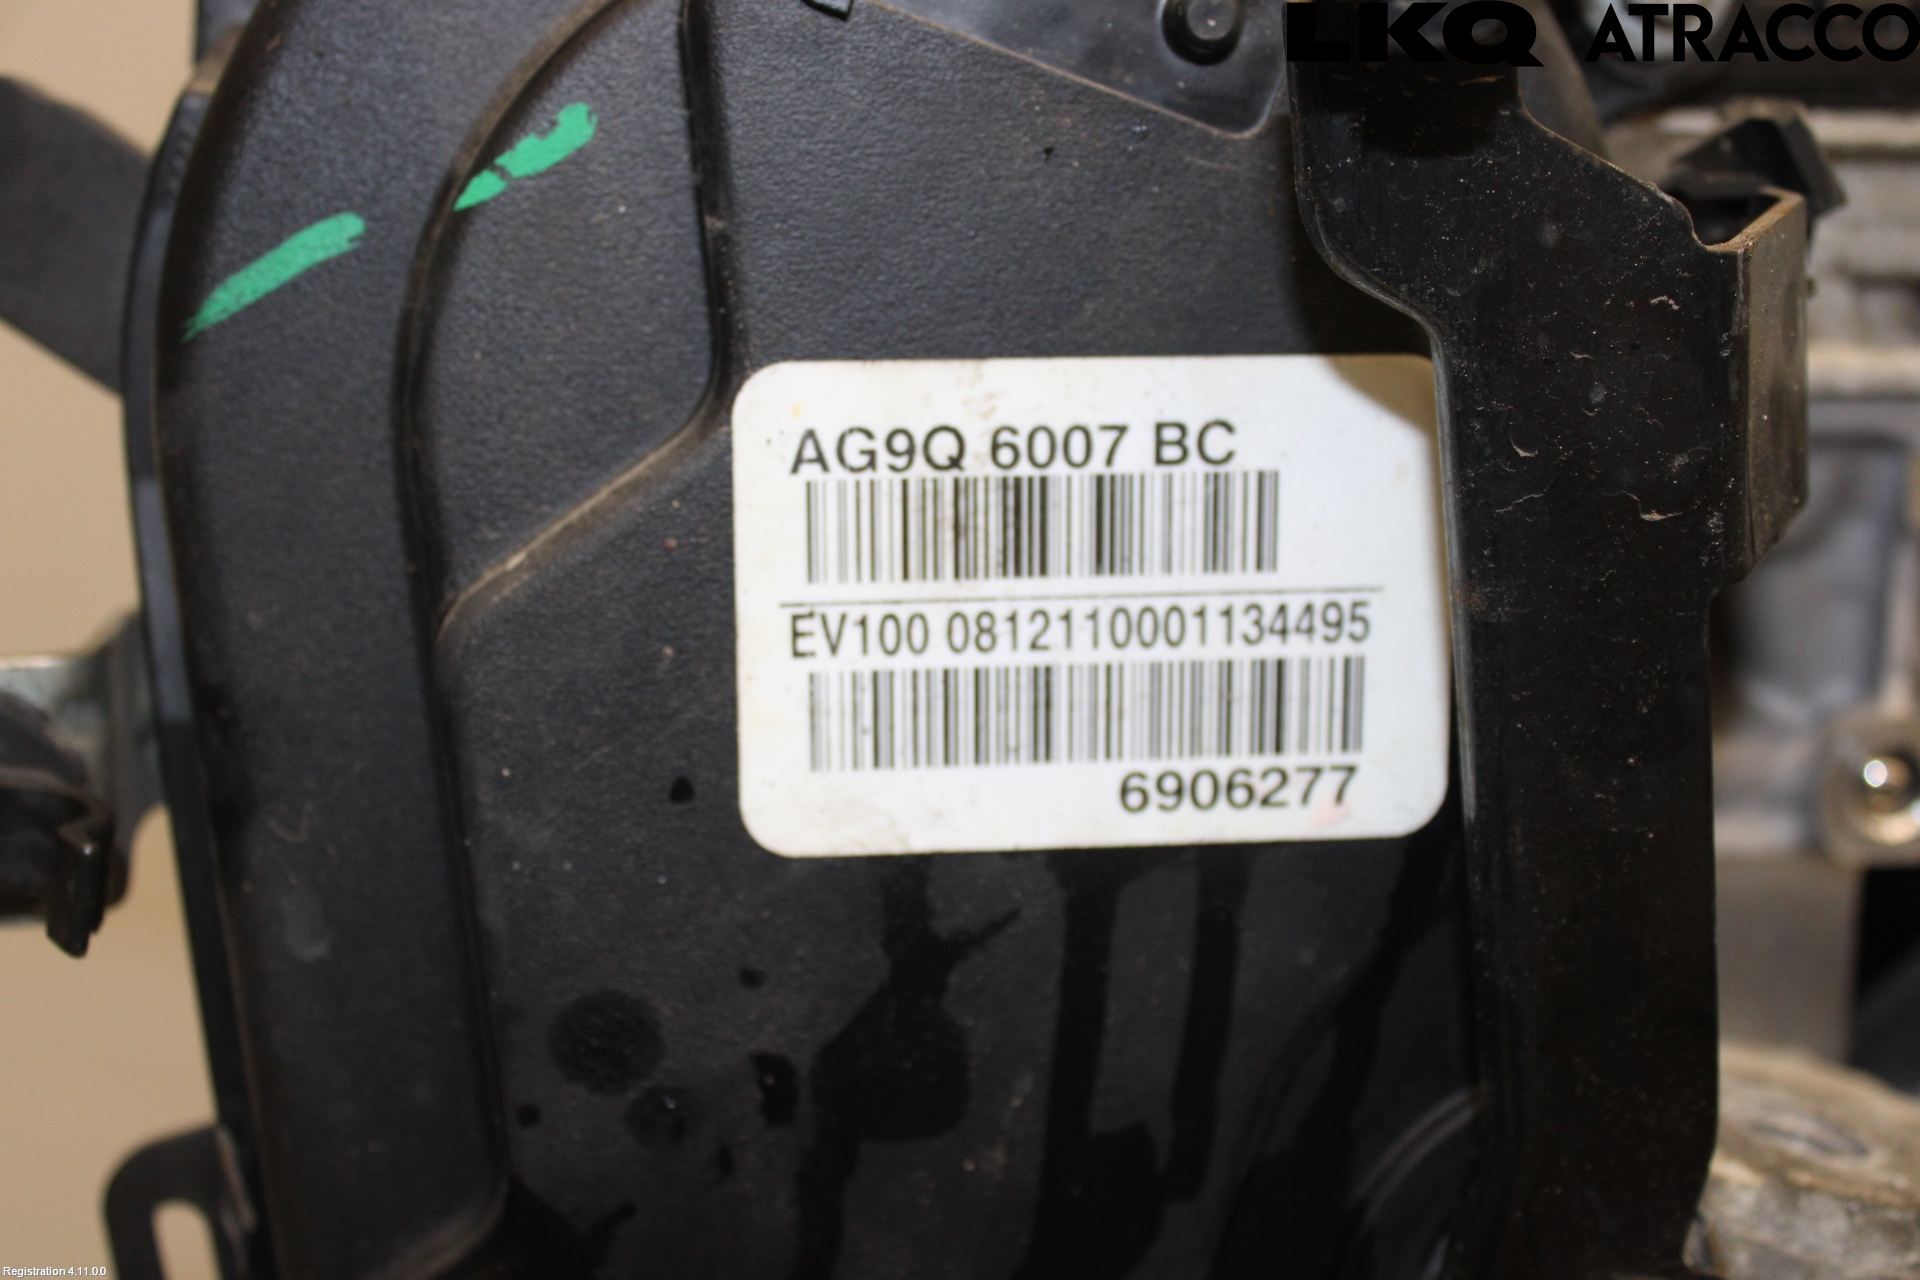 LKQ ATRACCO
AG9Q 6007 BC
EV100 0812110001134495
6906277
Registration 4.11.0.0